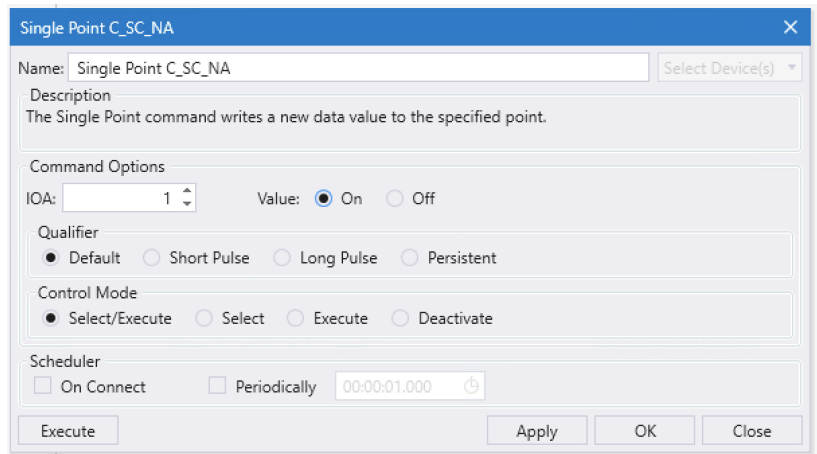 Single Point C_SC_NA
Name: Single Point C_SC_NA Select Device(s)
Description
The Single Point command writes a new data value to the specified point.
Command Options
IOA: 1 Value: On Off
Qualifier
Default Short Pulse Long Pulse Persistent
Control Mode
Select/Execute Select Execute Deactivate
Scheduler
On Connect Periodically 00:00:01.000
Execute Apply OK Close